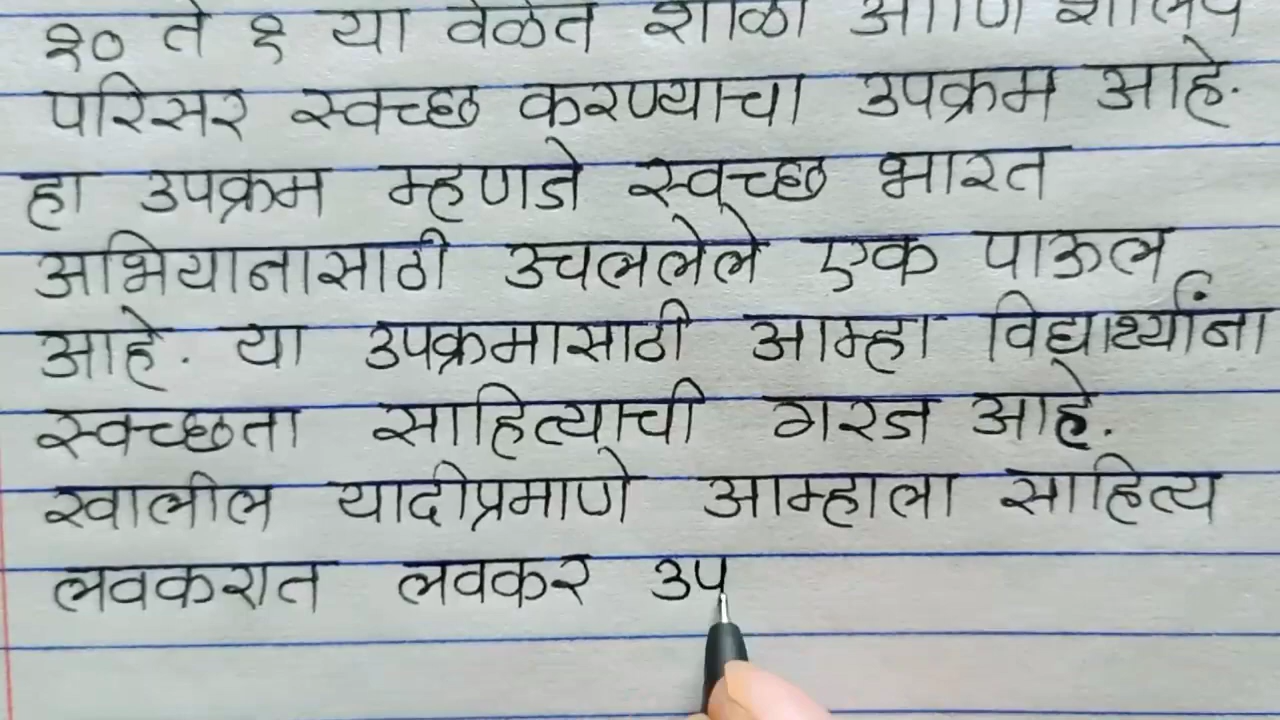 १० ते १ या वेळेत शाळा आणि शालेय
परिसर स्वच्छ करण्याचा उपक्रम आहे.
हा उपक्रम म्हणजे स्वच्छ भारत
अभियानासाठी उचललेले एक पाऊल
आहे. या उपक्रमासाठी आम्हा विद्यार्थ्यांना
स्वच्छता साहित्याची गरज आहे.
खालील यादीप्रमाणे आम्हाला साहित्य
लवकरात लवकर उप